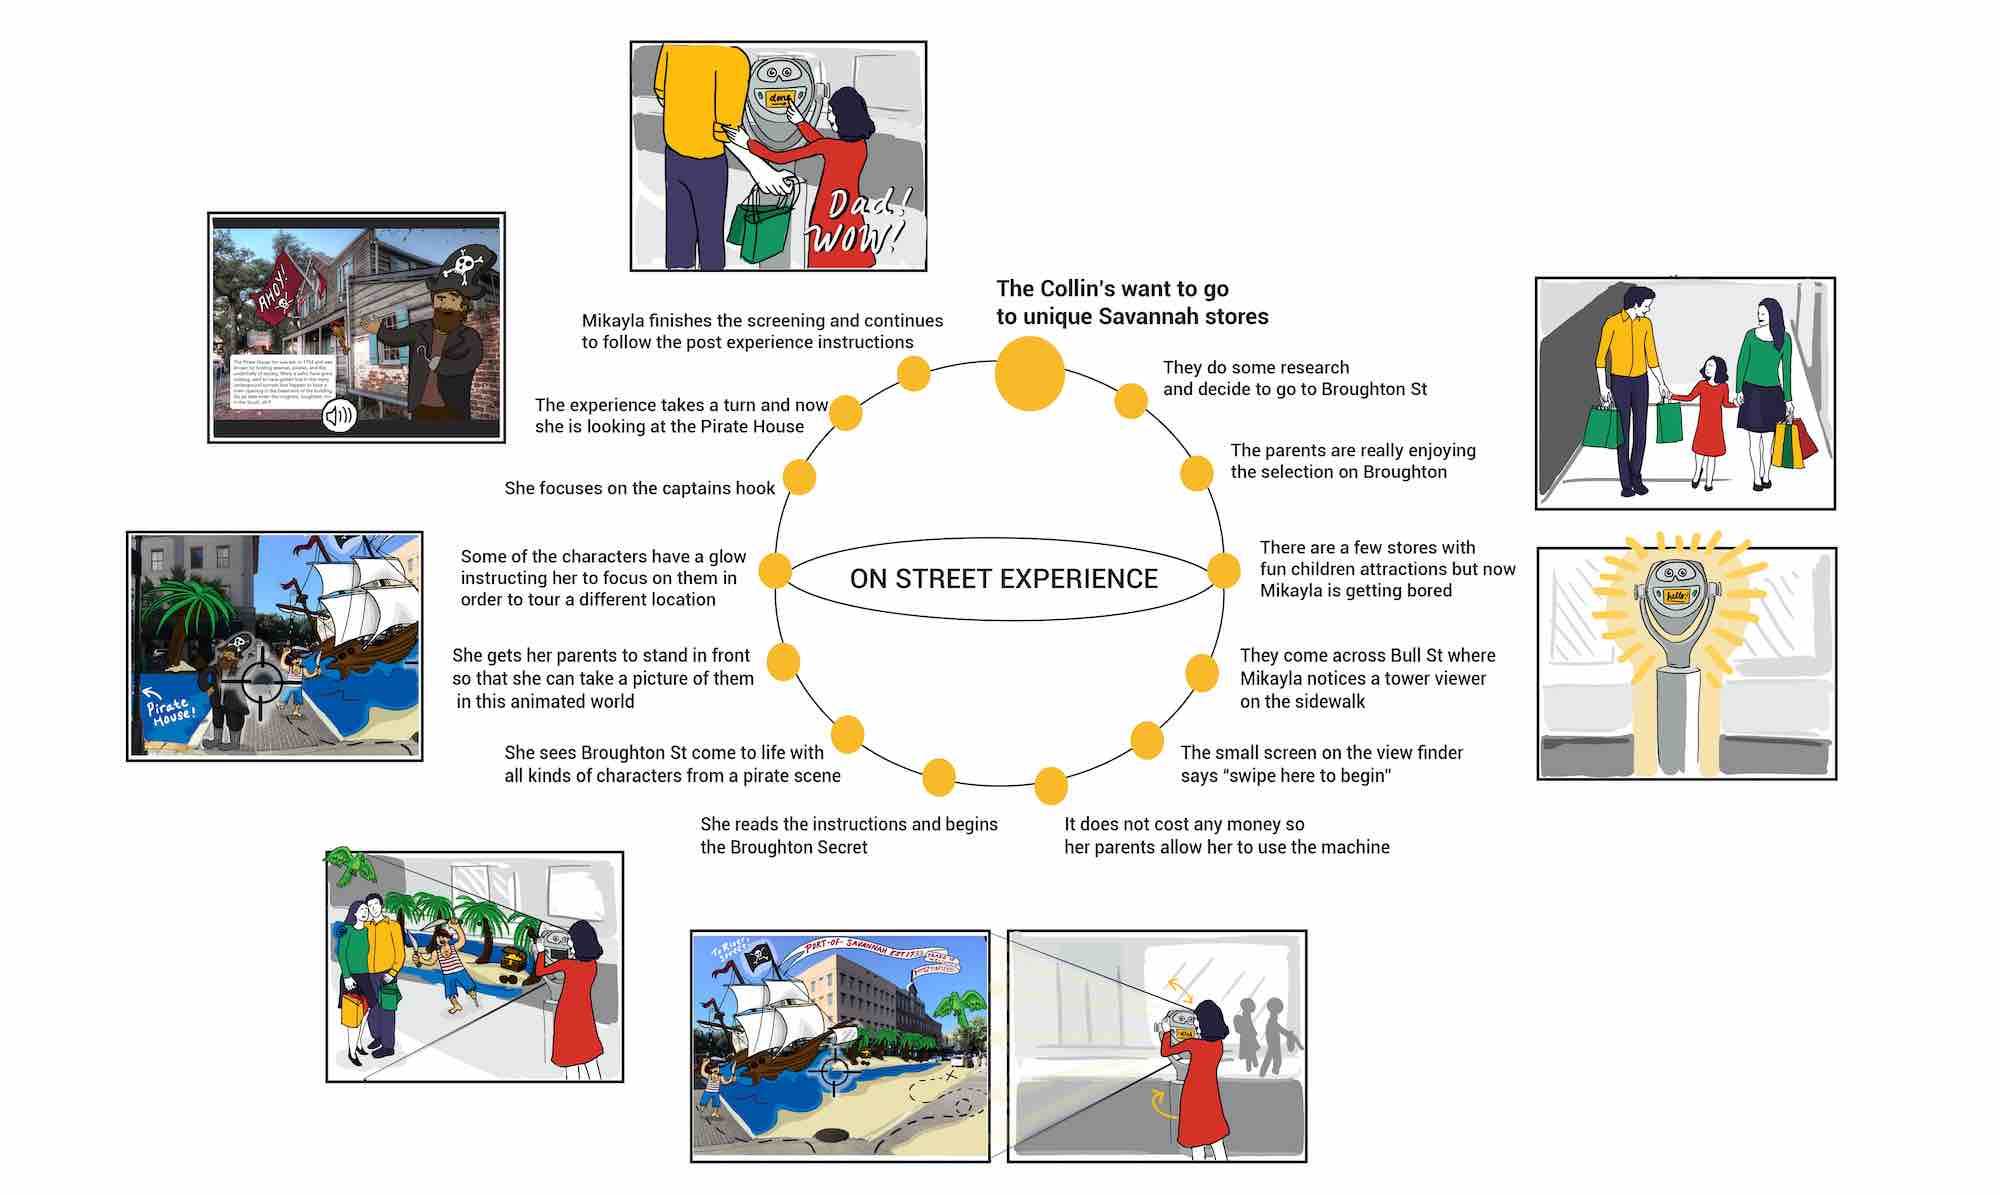 The Collin's want to go
to unique Savannah stores
They do some research
and decide to go to Broughton St
The parents are really enjoying
the selection on Broughton
There are a few stores with
fun children attractions but now
Mikayla is getting bored
They come across Bull St where
Mikayla notices a tower viewer
on the sidewalk
The small screen on the view finder
says “swipe here to begin”
It does not cost any money so
her parents allow her to use the machine
She reads the instructions and begins
the Broughton Secret
She sees Broughton St come to life with
all kinds of characters from a pirate scene
She gets her parents to stand in front
so that she can take a picture of them
in this animated world
Some of the characters have a glow
instructing her to focus on them in
order to tour a different location
She focuses on the captains hook
The experience takes a turn and now
she is looking at the Pirate House
Mikayla finishes the screening and continues
to follow the post experience instructions
ON STREET EXPERIENCE
done
Dad!
WOW!
AHOY!
hello!
Pirate
House!
To River
Street
PORT-OF-SAVANNAH EST 1733